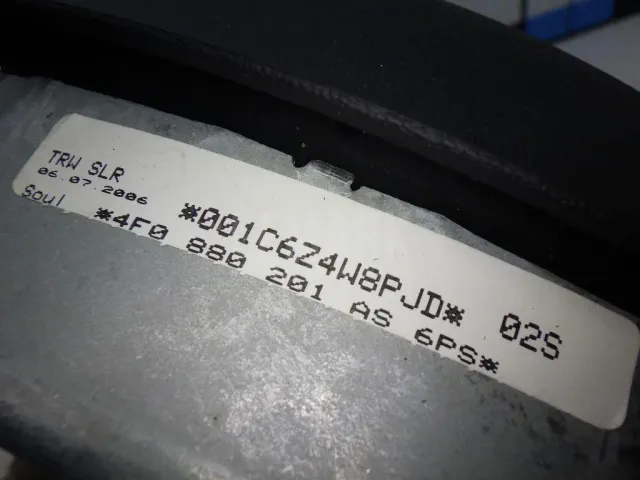 TRW SLR
06.07.2006
Soul
*001C6Z4W8PJD* 02S
*4F0 880 201 AS 6PS*